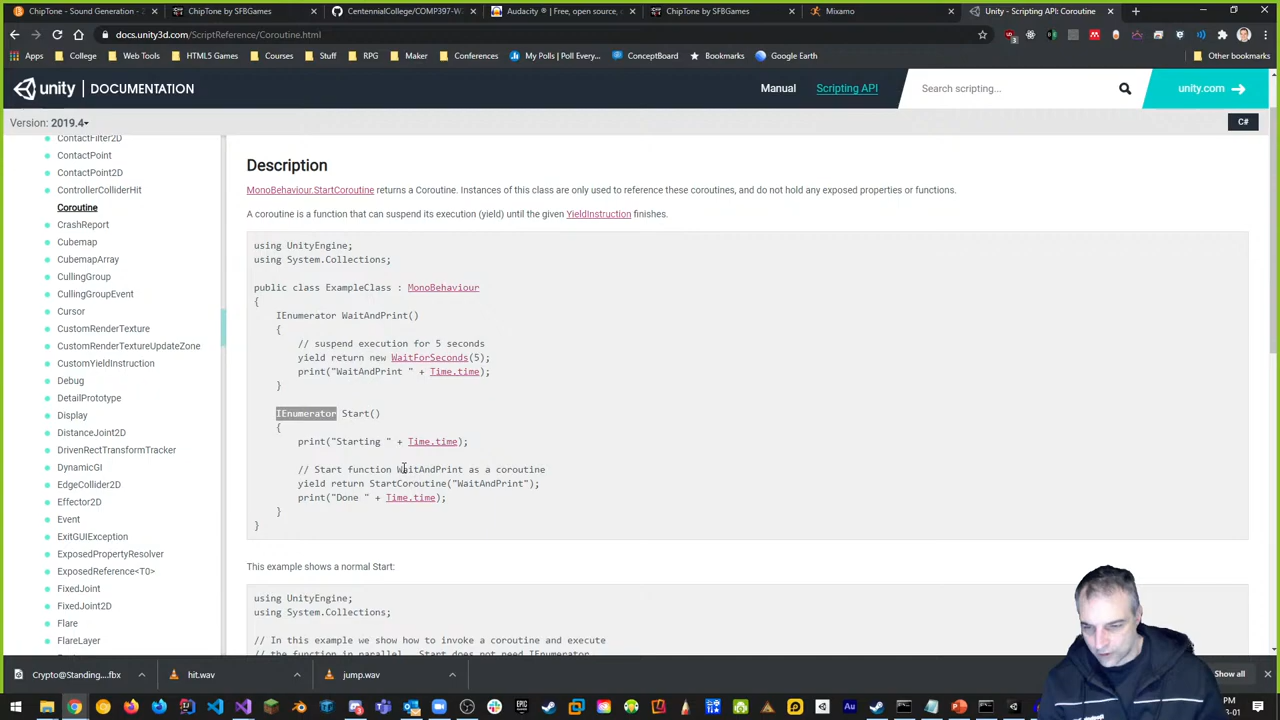 ChipTone - Sound Generation - D
ChipTone by SFBGames
CentennialCollege/COMP397-W
Audacity ® | Free, open source, c
ChipTone by SFBGames
Mixamo
Unity - Scripting API: Coroutine
docs.unity3d.com/ScriptReference/Coroutine.html
Apps
College
Web Tools
HTML5 Games
Courses
Stuff
RPG
Maker
Conferences
My Polls | Poll Every...
ConceptBoard
Bookmarks
Google Earth
Other bookmarks
unity | DOCUMENTATION
Manual
Scripting API
Search scripting...
unity.com
Version: 2019.4
C#
ContactFilter2D
ContactPoint
ContactPoint2D
ControllerColliderHit
Coroutine
CrashReport
Cubemap
CubemapArray
CullingGroup
CullingGroupEvent
Cursor
CustomRenderTexture
CustomRenderTextureUpdateZone
CustomYieldInstruction
Debug
DetailPrototype
Display
DistanceJoint2D
DrivenRectTransformTracker
DynamicGI
EdgeCollider2D
Effector2D
Event
ExitGUIException
ExposedPropertyResolver
ExposedReference<T0>
FixedJoint
FixedJoint2D
Flare
FlareLayer
Description
MonoBehaviour.StartCoroutine returns a Coroutine. Instances of this class are only used to reference these coroutines, and do not hold any exposed properties or functions.
A coroutine is a function that can suspend its execution (yield) until the given YieldInstruction finishes.
using UnityEngine;
using System.Collections;
public class ExampleClass : MonoBehaviour
{
IEnumerator WaitAndPrint()
{
// suspend execution for 5 seconds
yield return new WaitForSeconds(5);
print("WaitAndPrint " + Time.time);
}
IEnumerator Start()
{
print("Starting " + Time.time);
// Start function WaitAndPrint as a coroutine
yield return StartCoroutine("WaitAndPrint");
print("Done " + Time.time);
}
}
This example shows a normal Start:
using UnityEngine;
using System.Collections;
// In this example we show how to invoke a coroutine and execute
// the function in parallel. Start does not need IEnumerator.
Crypto@Standing....fbx
hit.wav
jump.wav
Show all